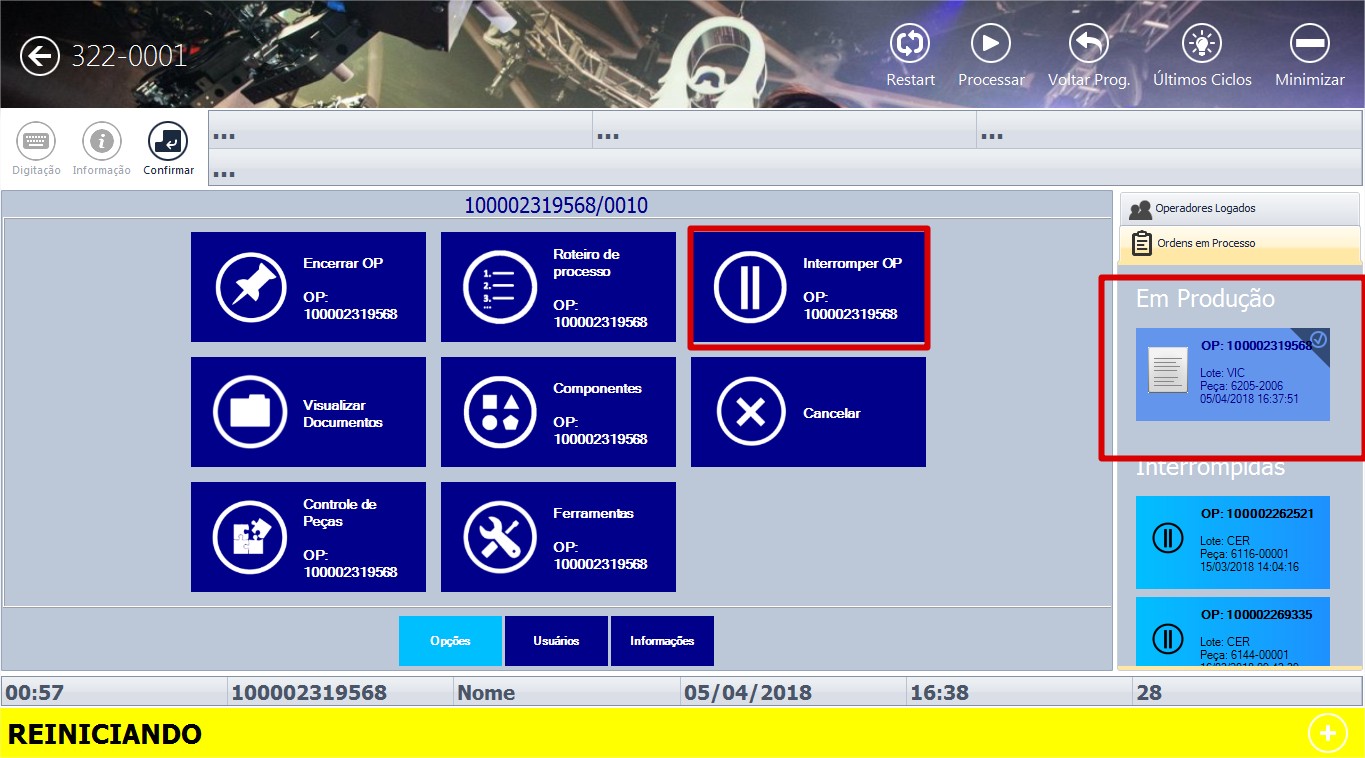 322-0001
Restart
Processar
Voltar Prog.
Últimos Ciclos
Minimizar
Digitação
Informação
Confirmar
...
...
...
...
100002319568/0010
Encerrar OP
OP:
100002319568
1.
2.
3.
...
Roteiro de
processo
OP:
100002319568
Interromper OP
OP:
100002319568
Visualizar
Documentos
Componentes
OP:
100002319568
Cancelar
Controle de
Peças
OP:
100002319568
Ferramentas
OP:
100002319568
Opções
Usuários
Informações
Operadores Logados
Ordens em Processo
Em Produção
OP: 100002319568
Lote: VIC
Peça: 6205-2006
05/04/2018 16:37:51
Interrompidas
OP: 100002262521
Lote: CER
Peça: 6116-00001
15/03/2018 14:04:16
OP: 100002269335
Lote: CER
Peça: 6144-00001
00:57
100002319568
Nome
05/04/2018
16:38
28
REINICIANDO